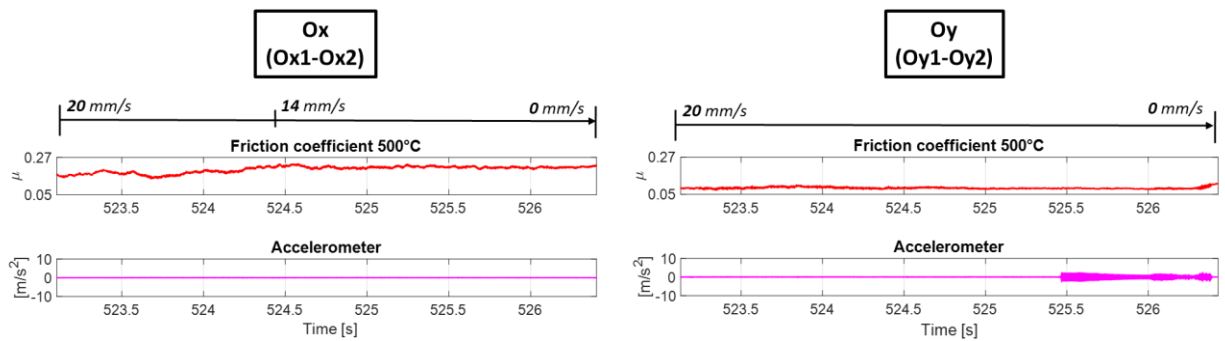 Ox
(Ox1-Ox2)
20 mm/s
14 mm/s
0 mm/s
Friction coefficient 500°C
μ
0.27
0.05
523.5
524
524.5
525
525.5
526
Accelerometer
[m/s²]
10
0
-10
523.5
524
524.5
525
525.5
526
Time [s]
Oy
(Oy1-Oy2)
20 mm/s
0 mm/s
Friction coefficient 500°C
μ
0.27
0.05
523.5
524
524.5
525
525.5
526
Accelerometer
[m/s²]
10
0
-10
523.5
524
524.5
525
525.5
526
Time [s]